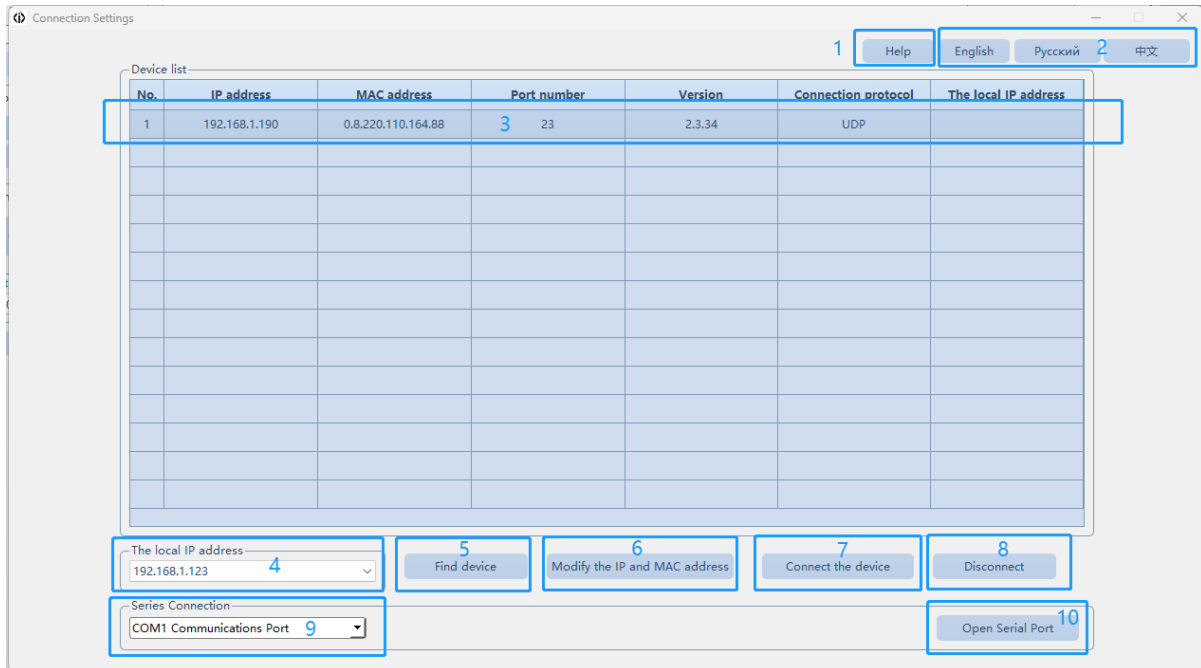 Connection Settings
1 Help English Русский 2 中文
Device list
No. IP address MAC address Port number Version Connection protocol The local IP address
1 192.168.1.190 0.8.220.110.164.88 3 23 2.3.34 UDP
The local IP address
192.168.1.123 4
5
Find device
6
Modify the IP and MAC address
7
Connect the device
8
Disconnect
Series Connection
COM1 Communications Port 9
10
Open Serial Port